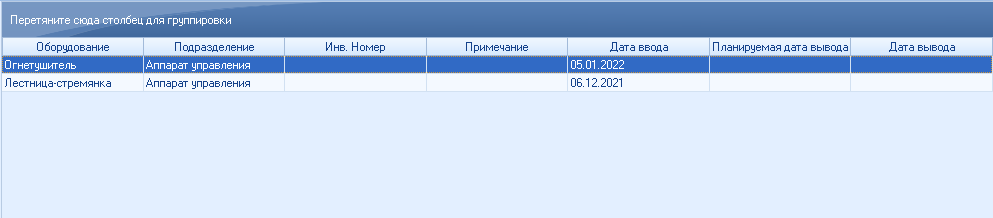 Перетяните сюда столбец для группировки
Оборудование Подразделение Инв. Номер Примечание Дата ввода Планируемая дата вывода Дата вывода
Огнетушитель Аппарат управления 05.01.2022
Лестница-стремянка Аппарат управления 06.12.2021